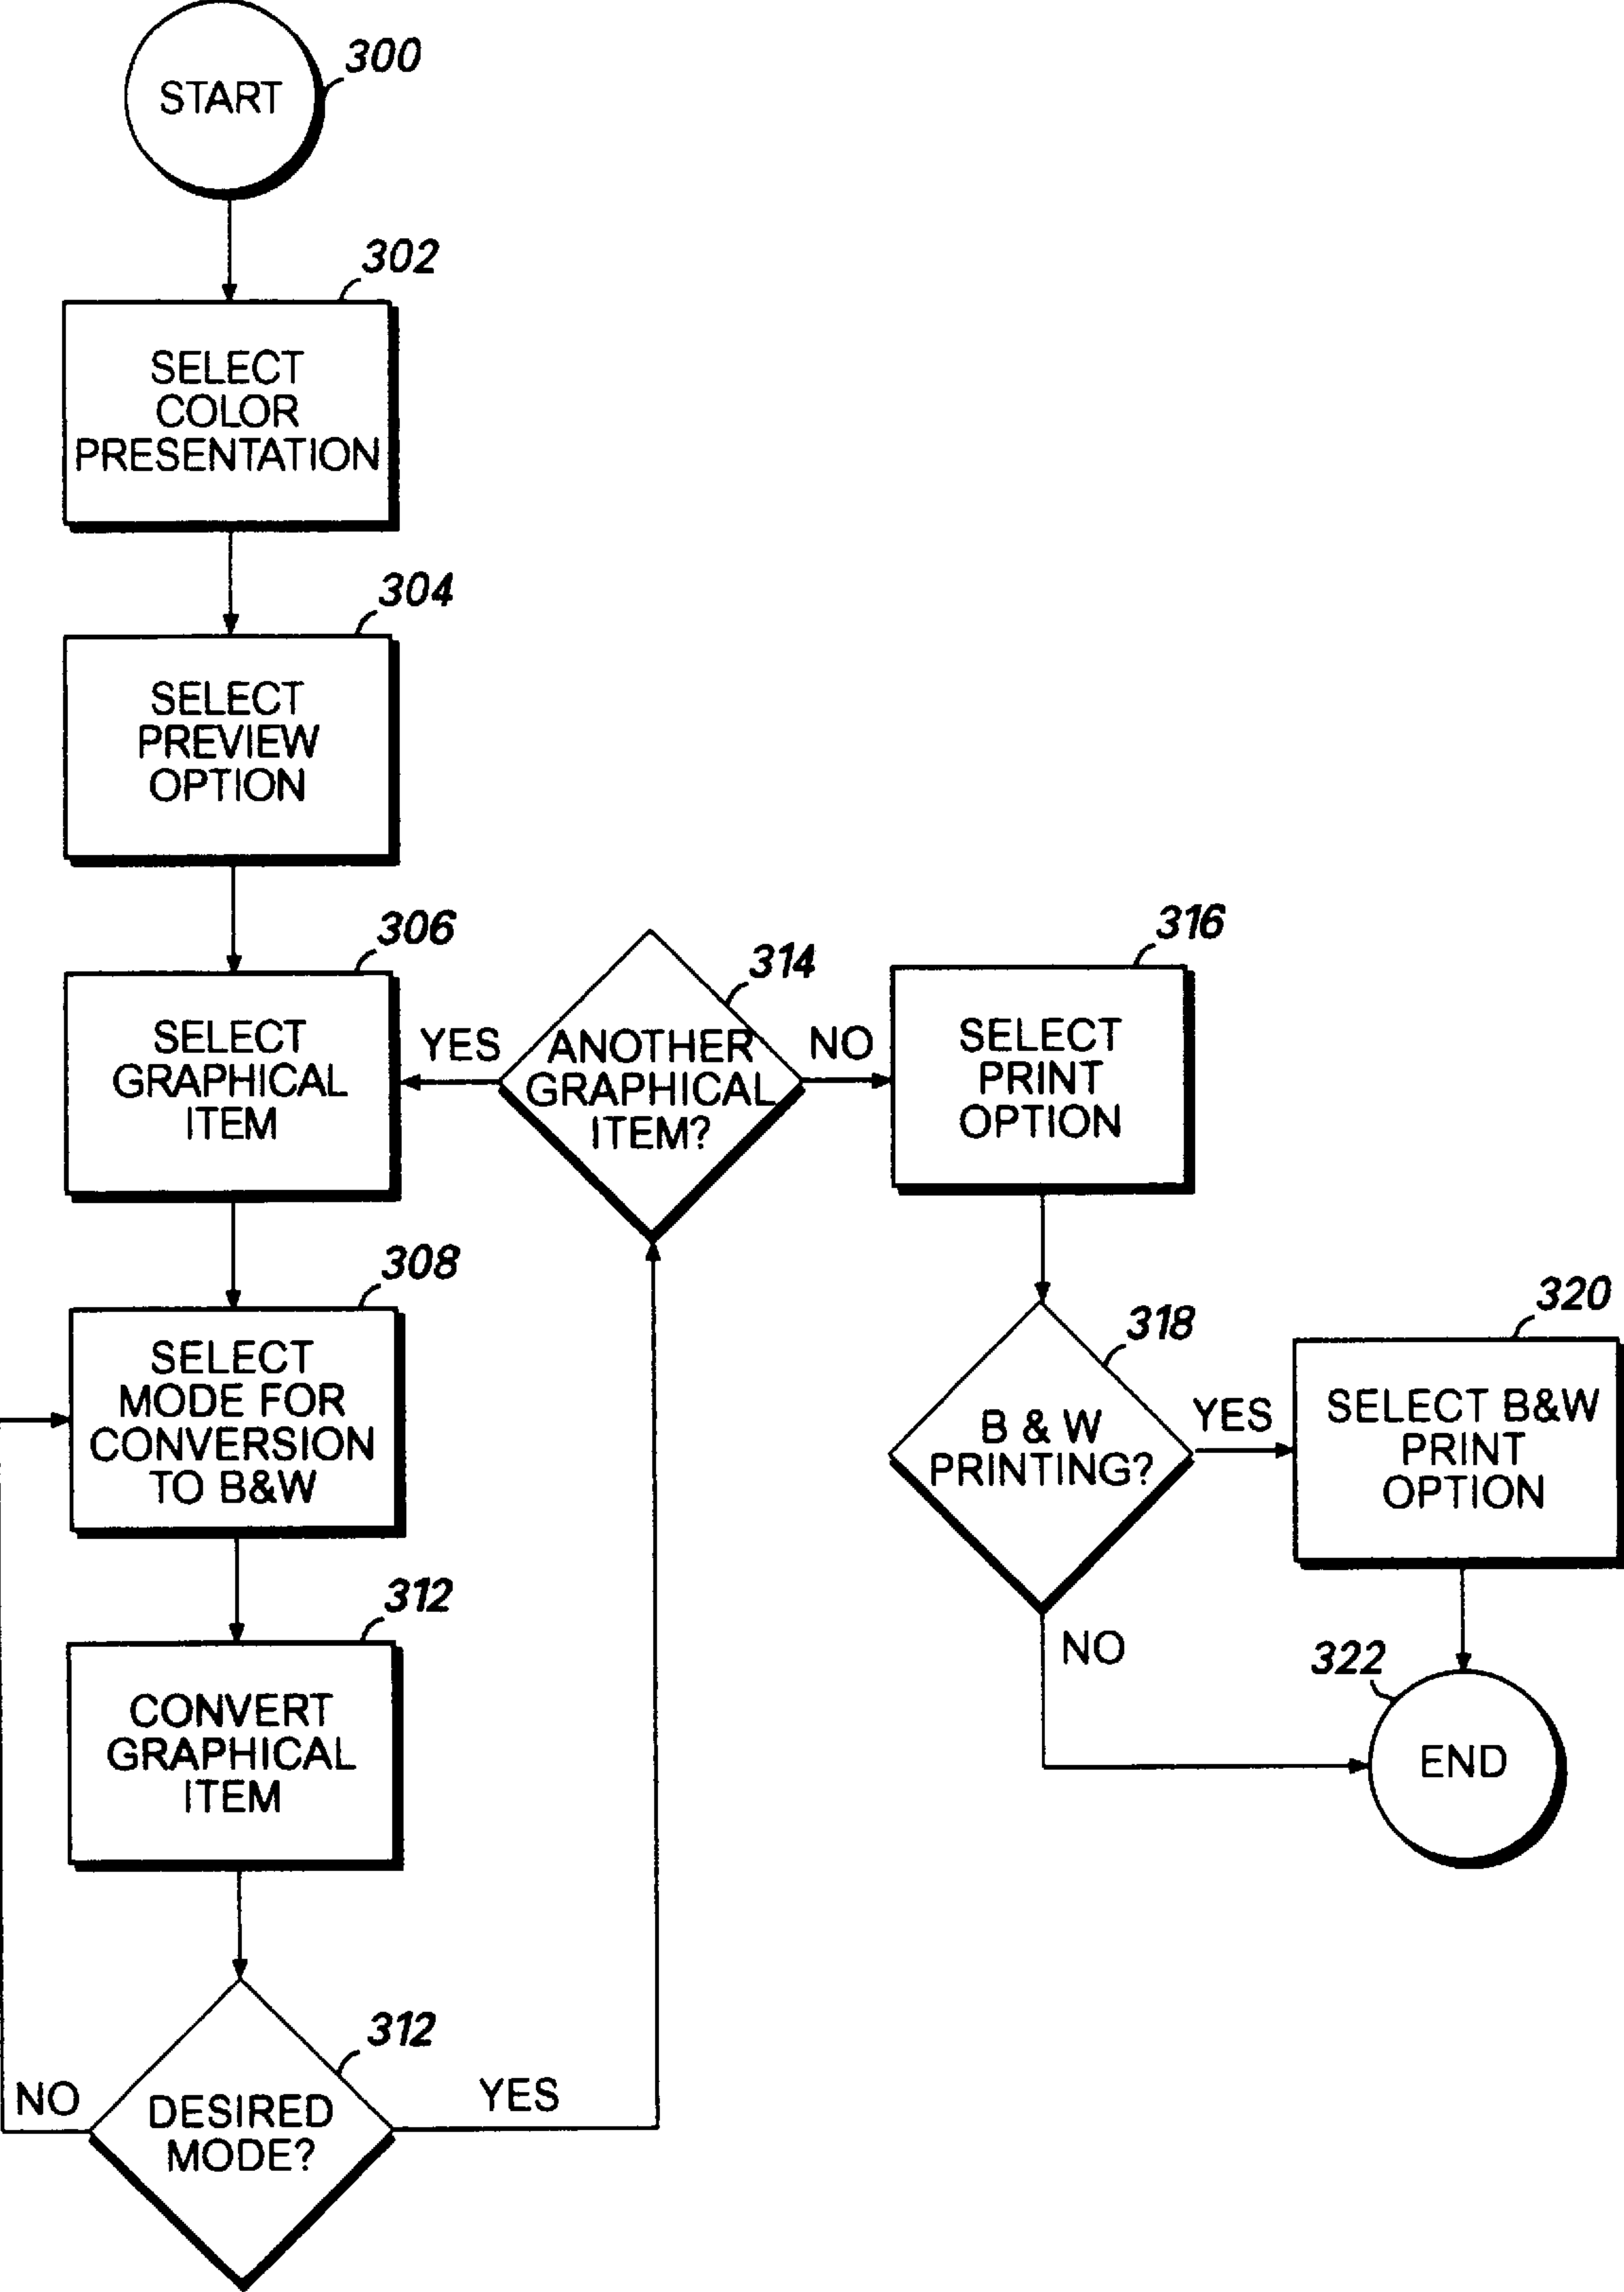 START
300
302
SELECT
COLOR
PRESENTATION
304
SELECT
PREVIEW
OPTION
306
SELECT
GRAPHICAL
ITEM
308
SELECT
MODE FOR
CONVERSION
TO B&W
312
CONVERT
GRAPHICAL
ITEM
312
DESIRED
MODE?
NO
YES
314
ANOTHER
GRAPHICAL
ITEM?
YES
NO
316
SELECT
PRINT
OPTION
318
B & W
PRINTING?
YES
NO
320
SELECT B&W
PRINT
OPTION
322
END